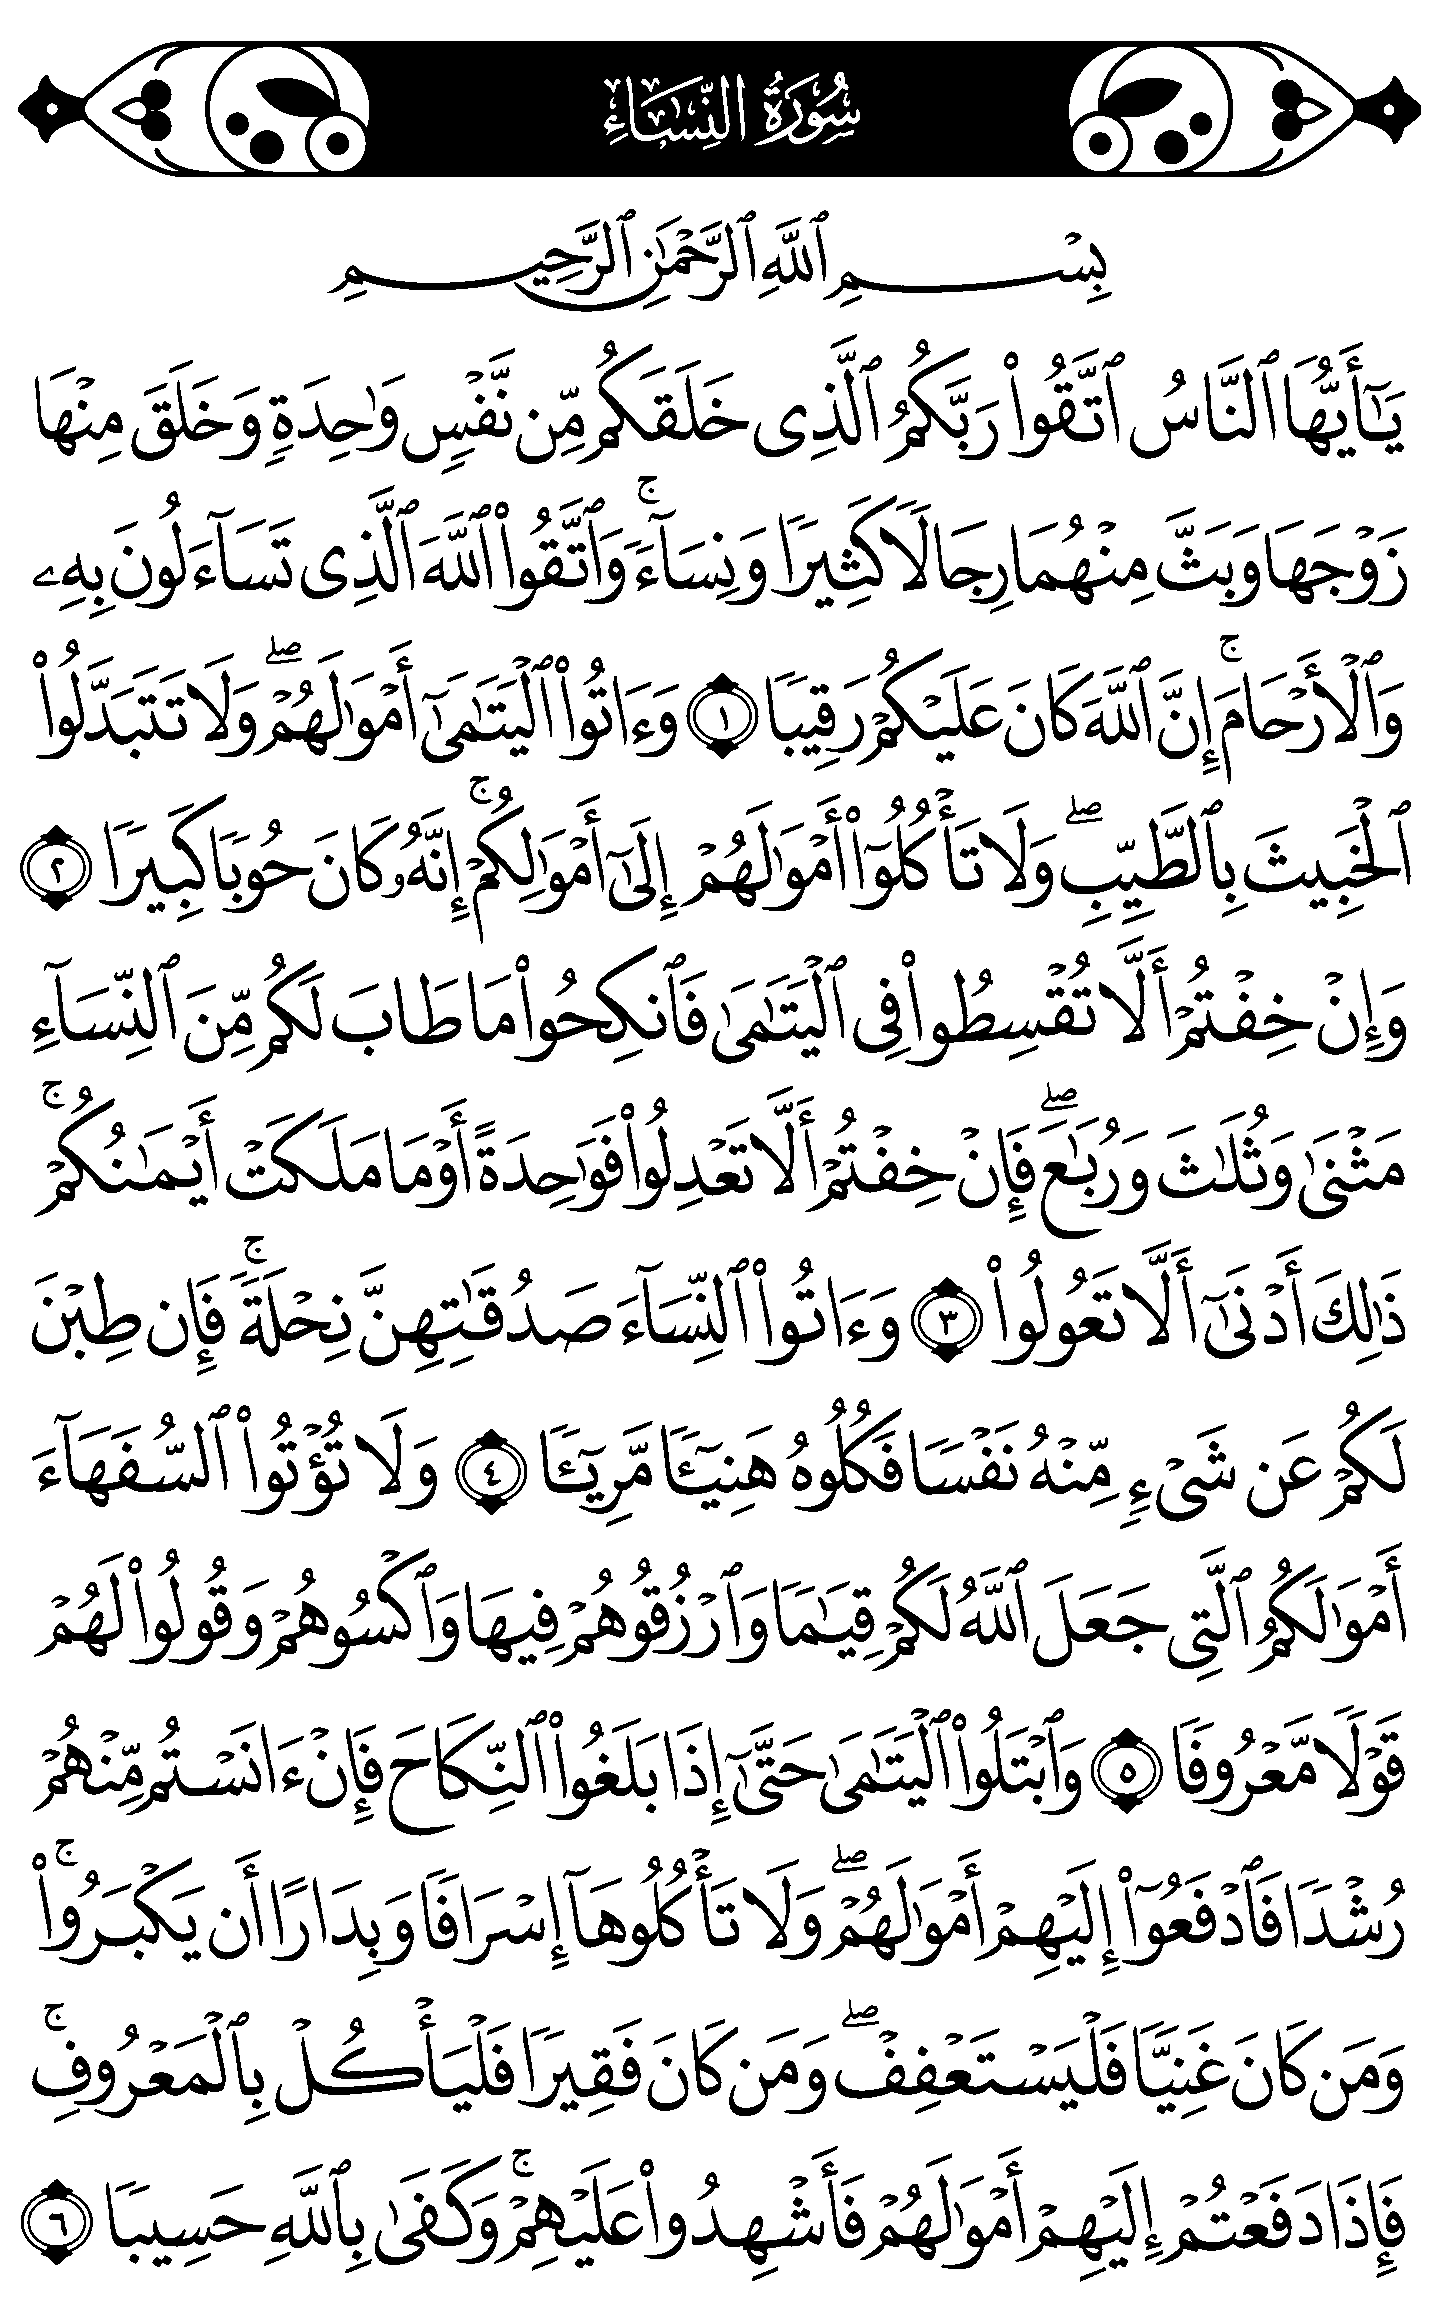 سُورَةُ النِّسَاءِ
بِسْمِ ٱللَّهِ ٱلرَّحْمَٰنِ ٱلرَّحِيمِ
يَٰٓأَيُّهَا ٱلنَّاسُ ٱتَّقُوا۟ رَبَّكُمُ ٱلَّذِى خَلَقَكُم مِّن نَّفْسٍ وَٰحِدَةٍ وَخَلَقَ مِنْهَا
زَوْجَهَا وَبَثَّ مِنْهُمَا رِجَالًا كَثِيرًا وَنِسَآءً ۚ وَٱتَّقُوا۟ ٱللَّهَ ٱلَّذِى تَسَآءَلُونَ بِهِۦ
وَٱلْأَرْحَامَ ۚ إِنَّ ٱللَّهَ كَانَ عَلَيْكُمْ رَقِيبًا ١ وَءَاتُوا۟ ٱلْيَتَٰمَىٰٓ أَمْوَٰلَهُمْ ۖ وَلَا تَتَبَدَّلُوا۟
ٱلْخَبِيثَ بِٱلطَّيِّبِ ۖ وَلَا تَأْكُلُوٓا۟ أَمْوَٰلَهُمْ إِلَىٰٓ أَمْوَٰلِكُمْ ۚ إِنَّهُۥ كَانَ حُوبًا كَبِيرًا ٢
وَإِنْ خِفْتُمْ أَلَّا تُقْسِطُوا۟ فِى ٱلْيَتَٰمَىٰ فَٱنكِحُوا۟ مَا طَابَ لَكُم مِّنَ ٱلنِّسَآءِ
مَثْنَىٰ وَثُلَٰثَ وَرُبَٰعَ ۖ فَإِنْ خِفْتُمْ أَلَّا تَعْدِلُوا۟ فَوَٰحِدَةً أَوْ مَا مَلَكَتْ أَيْمَٰنُكُمْ ۚ
ذَٰلِكَ أَدْنَىٰٓ أَلَّا تَعُولُوا۟ ٣ وَءَاتُوا۟ ٱلنِّسَآءَ صَدُقَٰتِهِنَّ نِحْلَةً ۚ فَإِن طِبْنَ
لَكُمْ عَن شَىْءٍ مِّنْهُ نَفْسًا فَكُلُوهُ هَنِيٓـًٔا مَّرِيٓـًٔا ٤ وَلَا تُؤْتُوا۟ ٱلسُّفَهَآءَ
أَمْوَٰلَكُمُ ٱلَّتِى جَعَلَ ٱللَّهُ لَكُمْ قِيَٰمًا وَٱرْزُقُوهُمْ فِيهَا وَٱكْسُوهُمْ وَقُولُوا۟ لَهُمْ
قَوْلًا مَّعْرُوفًا ٥ وَٱبْتَلُوا۟ ٱلْيَتَٰمَىٰ حَتَّىٰٓ إِذَا بَلَغُوا۟ ٱلنِّكَاحَ فَإِنْ ءَانَسْتُم مِّنْهُمْ
رُشْدًا فَٱدْفَعُوٓا۟ إِلَيْهِمْ أَمْوَٰلَهُمْ ۖ وَلَا تَأْكُلُوهَآ إِسْرَافًا وَبِدَارًا أَن يَكْبَرُوا۟ ۚ
وَمَن كَانَ غَنِيًّا فَلْيَسْتَعْفِفْ ۖ وَمَن كَانَ فَقِيرًا فَلْيَأْكُلْ بِٱلْمَعْرُوفِ ۚ
فَإِذَا دَفَعْتُمْ إِلَيْهِمْ أَمْوَٰلَهُمْ فَأَشْهِدُوا۟ عَلَيْهِمْ ۚ وَكَفَىٰ بِٱللَّهِ حَسِيبًا ٦